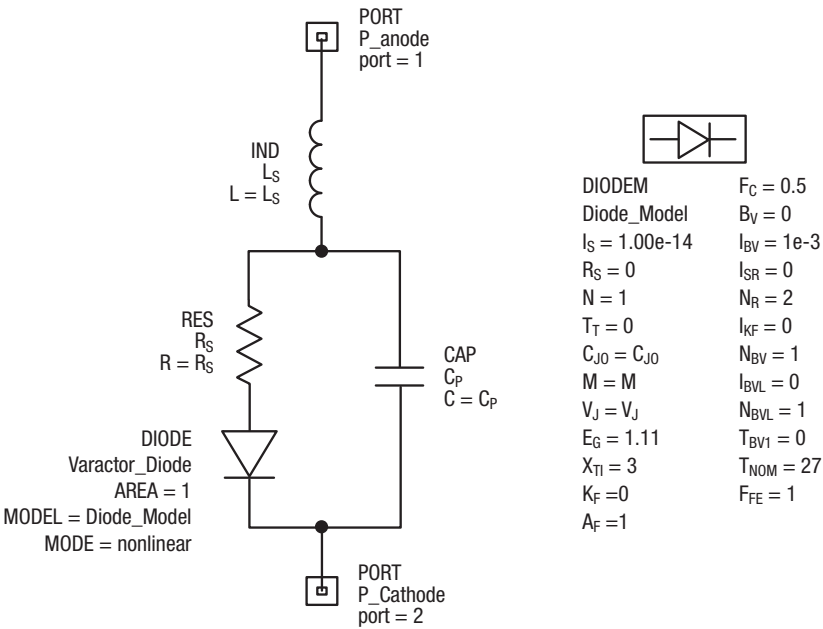 PORT
P_anode
port = 1
IND
LS
L = LS
RES
RS
R = RS
CAP
CP
C = CP
DIODE
Varactor_Diode
AREA = 1
MODEL = Diode_Model
MODE = nonlinear
PORT
P_Cathode
port = 2
DIODEM
Diode_Model
IS = 1.00e-14
RS = 0
N = 1
TT = 0
CJO = CJO
M = M
VJ = VJ
EG = 1.11
XTI = 3
KF =0
AF =1
FC = 0.5
BV = 0
IBV = 1e-3
ISR = 0
NR = 2
IKF = 0
NBV = 1
IBVL = 0
NBVL = 1
TBV1 = 0
TNOM = 27
FFE = 1